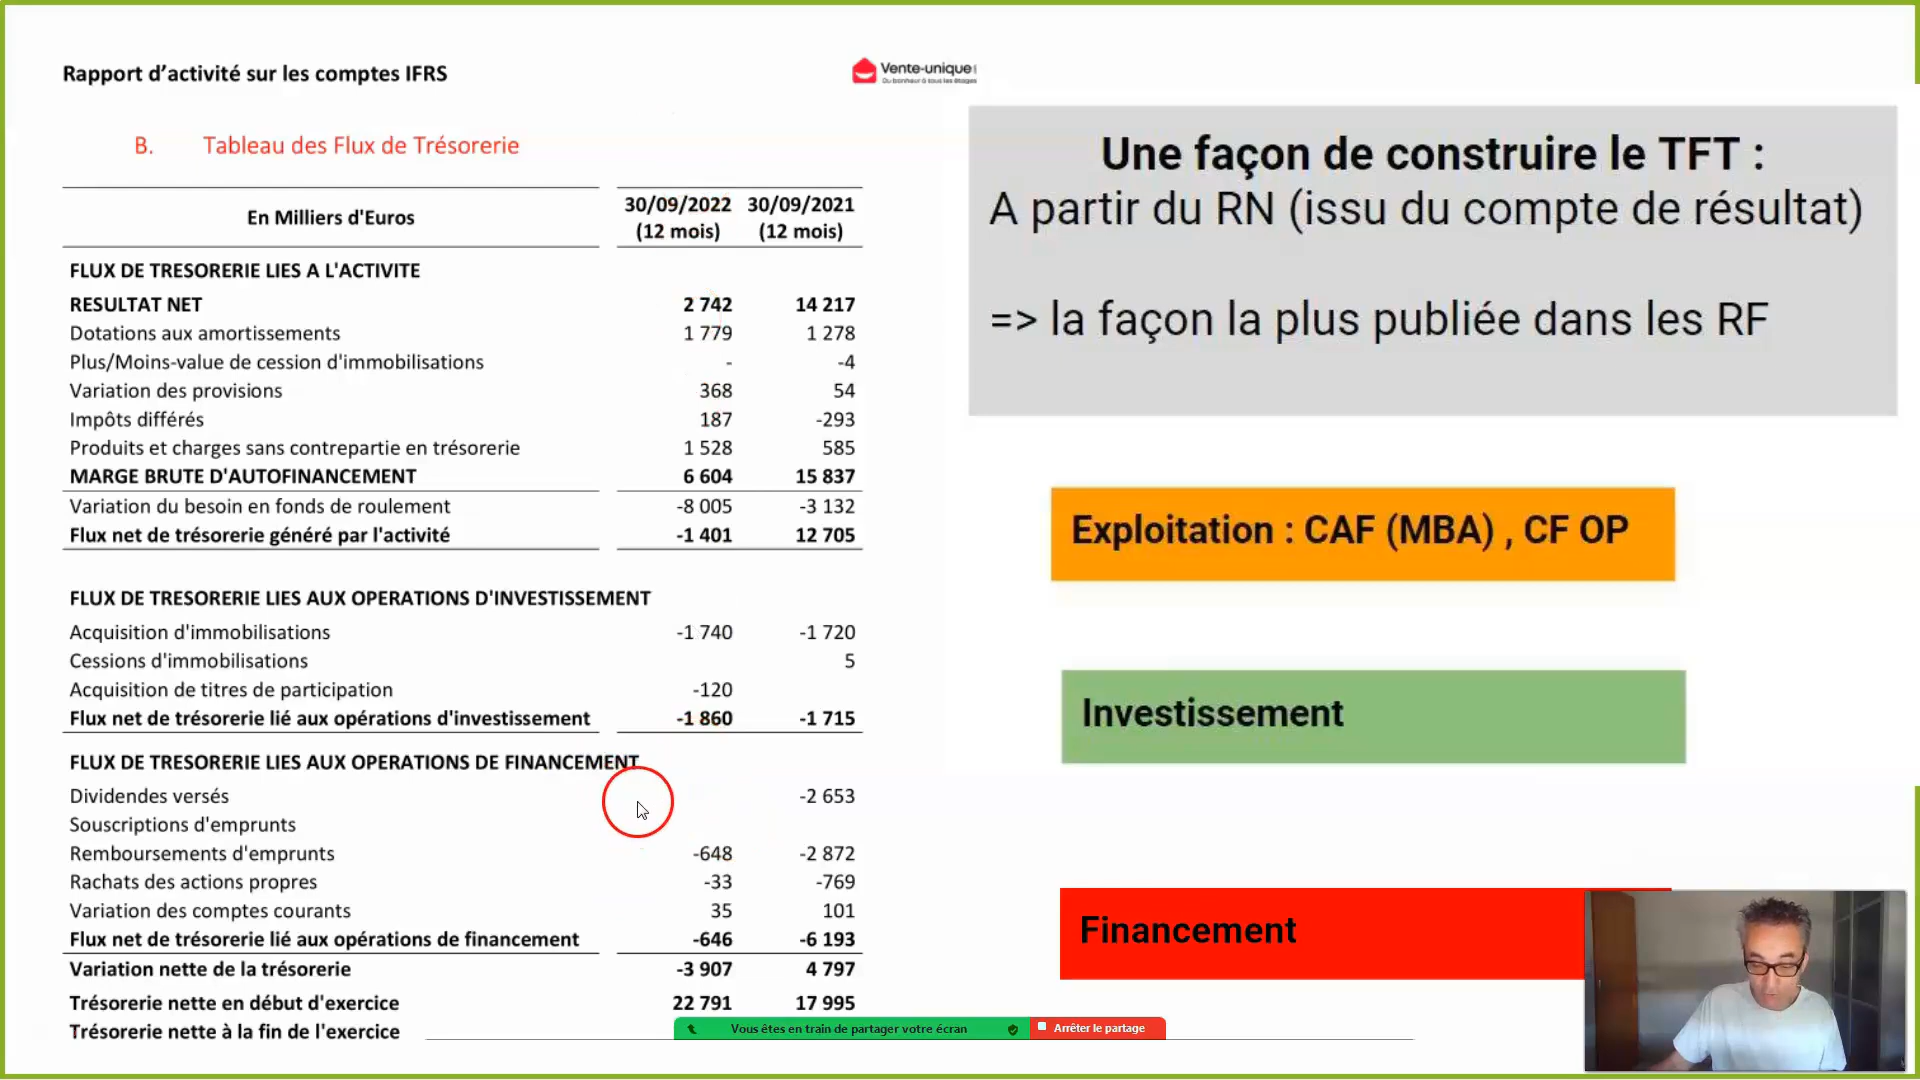 Rapport d'activité sur les comptes IFRS
Vente-unique
Du bonheur à tous les étages
B. Tableau des Flux de Trésorerie
En Milliers d'Euros 30/09/2022 (12 mois) 30/09/2021 (12 mois)
FLUX DE TRESORERIE LIES A L'ACTIVITE
RESULTAT NET 2 742 14 217
Dotations aux amortissements 1 779 1 278
Plus/Moins-value de cession d'immobilisations - -4
Variation des provisions 368 54
Impôts différés 187 -293
Produits et charges sans contrepartie en trésorerie 1 528 585
MARGE BRUTE D'AUTOFINANCEMENT 6 604 15 837
Variation du besoin en fonds de roulement -8 005 -3 132
Flux net de trésorerie généré par l'activité -1 401 12 705
FLUX DE TRESORERIE LIES AUX OPERATIONS D'INVESTISSEMENT
Acquisition d'immobilisations -1 740 -1 720
Cessions d'immobilisations 5
Acquisition de titres de participation -120
Flux net de trésorerie lié aux opérations d'investissement -1 860 -1 715
FLUX DE TRESORERIE LIES AUX OPERATIONS DE FINANCEMENT
Dividendes versés -2 653
Souscriptions d'emprunts
Remboursements d'emprunts -648 -2 872
Rachats des actions propres -33 -769
Variation des comptes courants 35 101
Flux net de trésorerie lié aux opérations de financement -646 -6 193
Variation nette de la trésorerie -3 907 4 797
Trésorerie nette en début d'exercice 22 791 17 995
Trésorerie nette à la fin de l'exercice
Une façon de construire le TFT :
A partir du RN (issu du compte de résultat)
=> la façon la plus publiée dans les RF
Exploitation : CAF (MBA) , CF OP
Investissement
Financement
Vous êtes en train de partager votre écran
Arrêter le partage